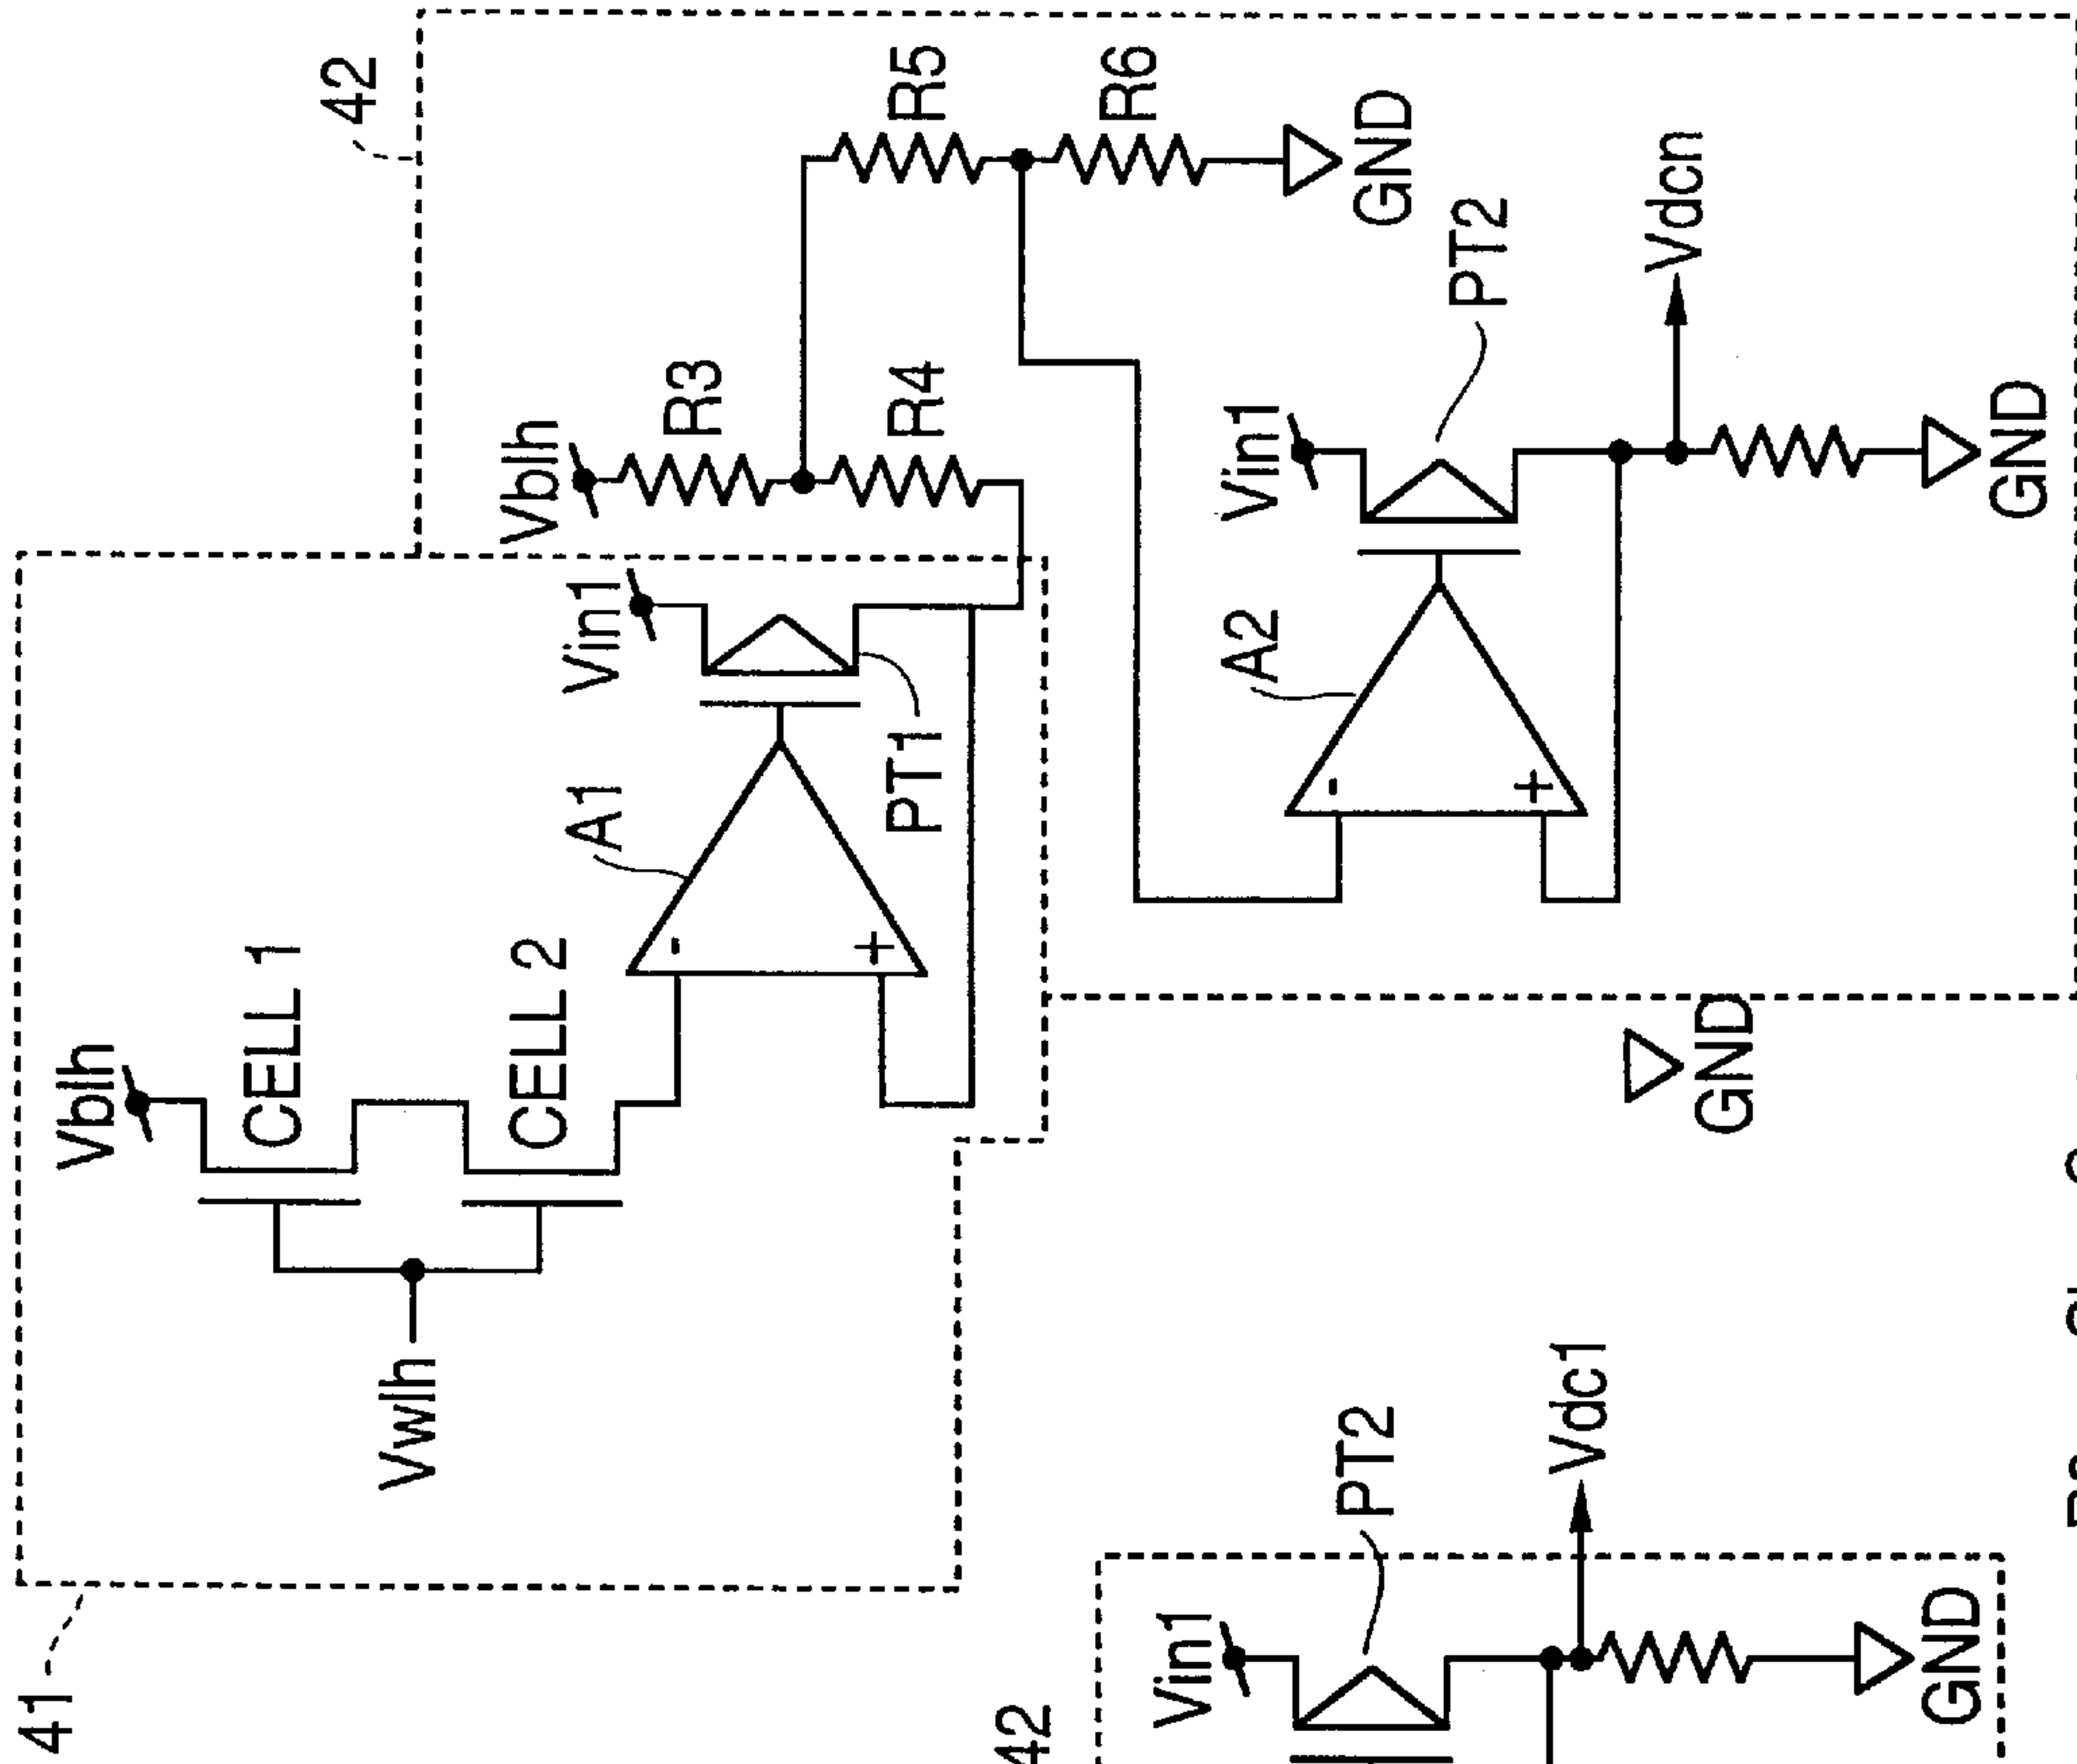 42
R5
R6
GND
Vblh
R3
R4
Vin1
PT2
Vdcn
GND
A2
Vin1
PT1
A1
Vblh
CELL 1
CELL 2
-
+
-
+
Vwlh
41
GND
Vdc1
PT2
Vin1
GND
42